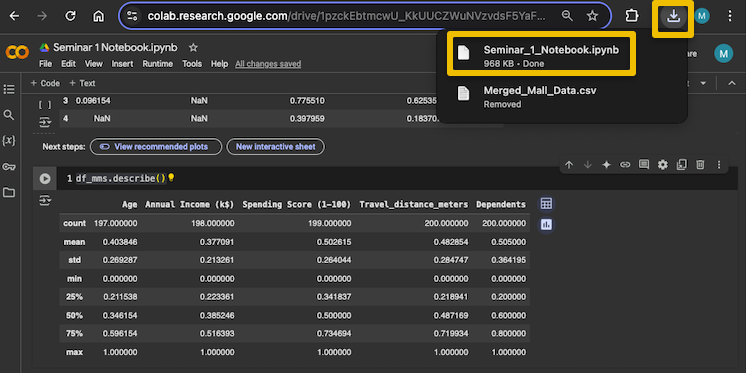 colab.research.google.com/drive/1pzckEbtmcwU_KkUUCZWuNVzvdsF5YaF...
Seminar 1 Notebook.ipynb
File Edit View Insert Runtime Tools Help All changes saved
M
M
Seminar_1_Notebook.ipynb
968 KB • Done
Merged_Mall_Data.csv
Removed
+ Code + Text
[ ]
3 0.096154 NaN 0.775510
4 NaN NaN 0.397959
Next steps: View recommended plots New interactive sheet
{x}
1 df_mms.describe()
Age Annual Income (k$) Spending Score (1-100) Travel_distance_meters Dependents
count 197.000000 198.000000 199.000000 200.000000 200.000000
mean 0.403846 0.377091 0.502615 0.482854 0.505000
std 0.269287 0.213261 0.264044 0.284747 0.364195
min 0.000000 0.000000 0.000000 0.000000 0.000000
25% 0.211538 0.223361 0.341837 0.218941 0.200000
50% 0.346154 0.385246 0.500000 0.487169 0.600000
75% 0.596154 0.516393 0.734694 0.719934 0.800000
max 1.000000 1.000000 1.000000 1.000000 1.000000